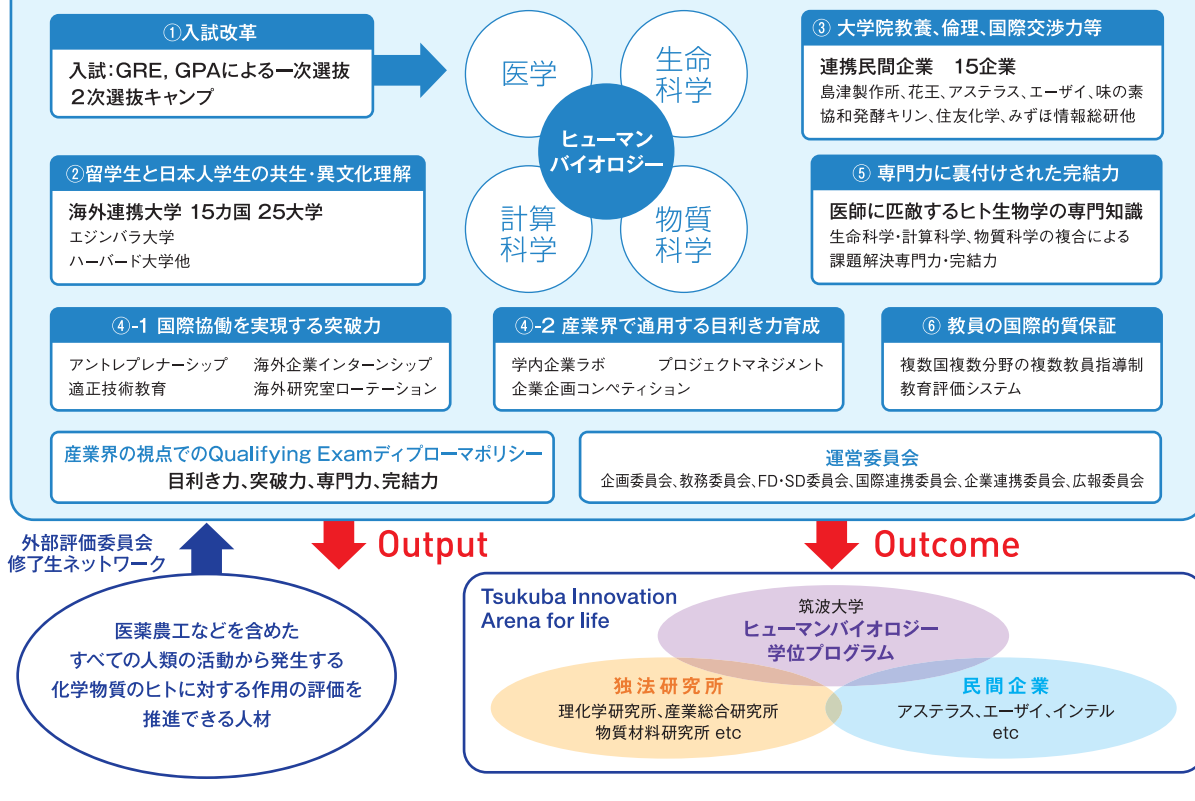 ①入試改革
入試:GRE, GPAによる一次選抜
2次選抜キャンプ
医学
生命
科学
ヒューマン
バイオロジー
計算
科学
物質
科学
③ 大学院教養、倫理、国際交渉力等
連携民間企業　15企業
島津製作所、花王、アステラス、エーザイ、味の素
協和発酵キリン、住友化学、みずほ情報総研他
②留学生と日本人学生の共生・異文化理解
海外連携大学 15カ国 25大学
エジンバラ大学
ハーバード大学他
⑤ 専門力に裏付けされた完結力
医師に匹敵するヒト生物学の専門知識
生命科学・計算科学、物質科学の複合による
課題解決専門力・完結力
④-1 国際協働を実現する突破力
アントレプレナーシップ　海外企業インターンシップ
適正技術教育　海外研究室ローテーション
④-2 産業界で通用する目利き力育成
学内企業ラボ　プロジェクトマネジメント
企業企画コンペティション
⑥ 教員の国際的質保証
複数国複数分野の複数教員指導制
教育評価システム
産業界の視点でのQualifying Examディプローマポリシー
目利き力、突破力、専門力、完結力
運営委員会
企画委員会、教務委員会、FD・SD委員会、国際連携委員会、企業連携委員会、広報委員会
外部評価委員会
修了生ネットワーク
Output
Outcome
医薬農工などを含めた
すべての人類の活動から発生する
化学物質のヒトに対する作用の評価を
推進できる人材
Tsukuba Innovation
Arena for life
筑波大学
ヒューマンバイオロジー
学位プログラム
独法研究所
理化学研究所、産業総合研究所
物質材料研究所 etc
民間企業
アステラス、エーザイ、インテル
etc